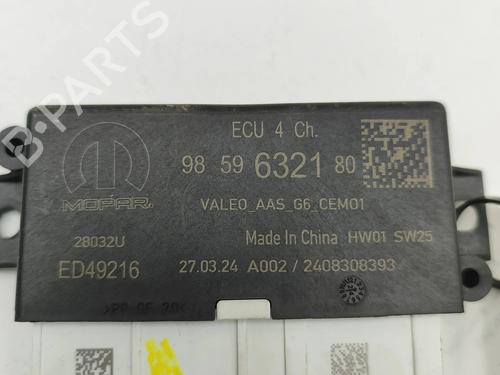 ECU 4 Ch.
98 59 6321 80
MOPAR
VALEO_AAS_G6_CEM01
28032U
Made In China HW01 SW25
ED49216
27.03.24 A002 / 2408308393
B PARTS